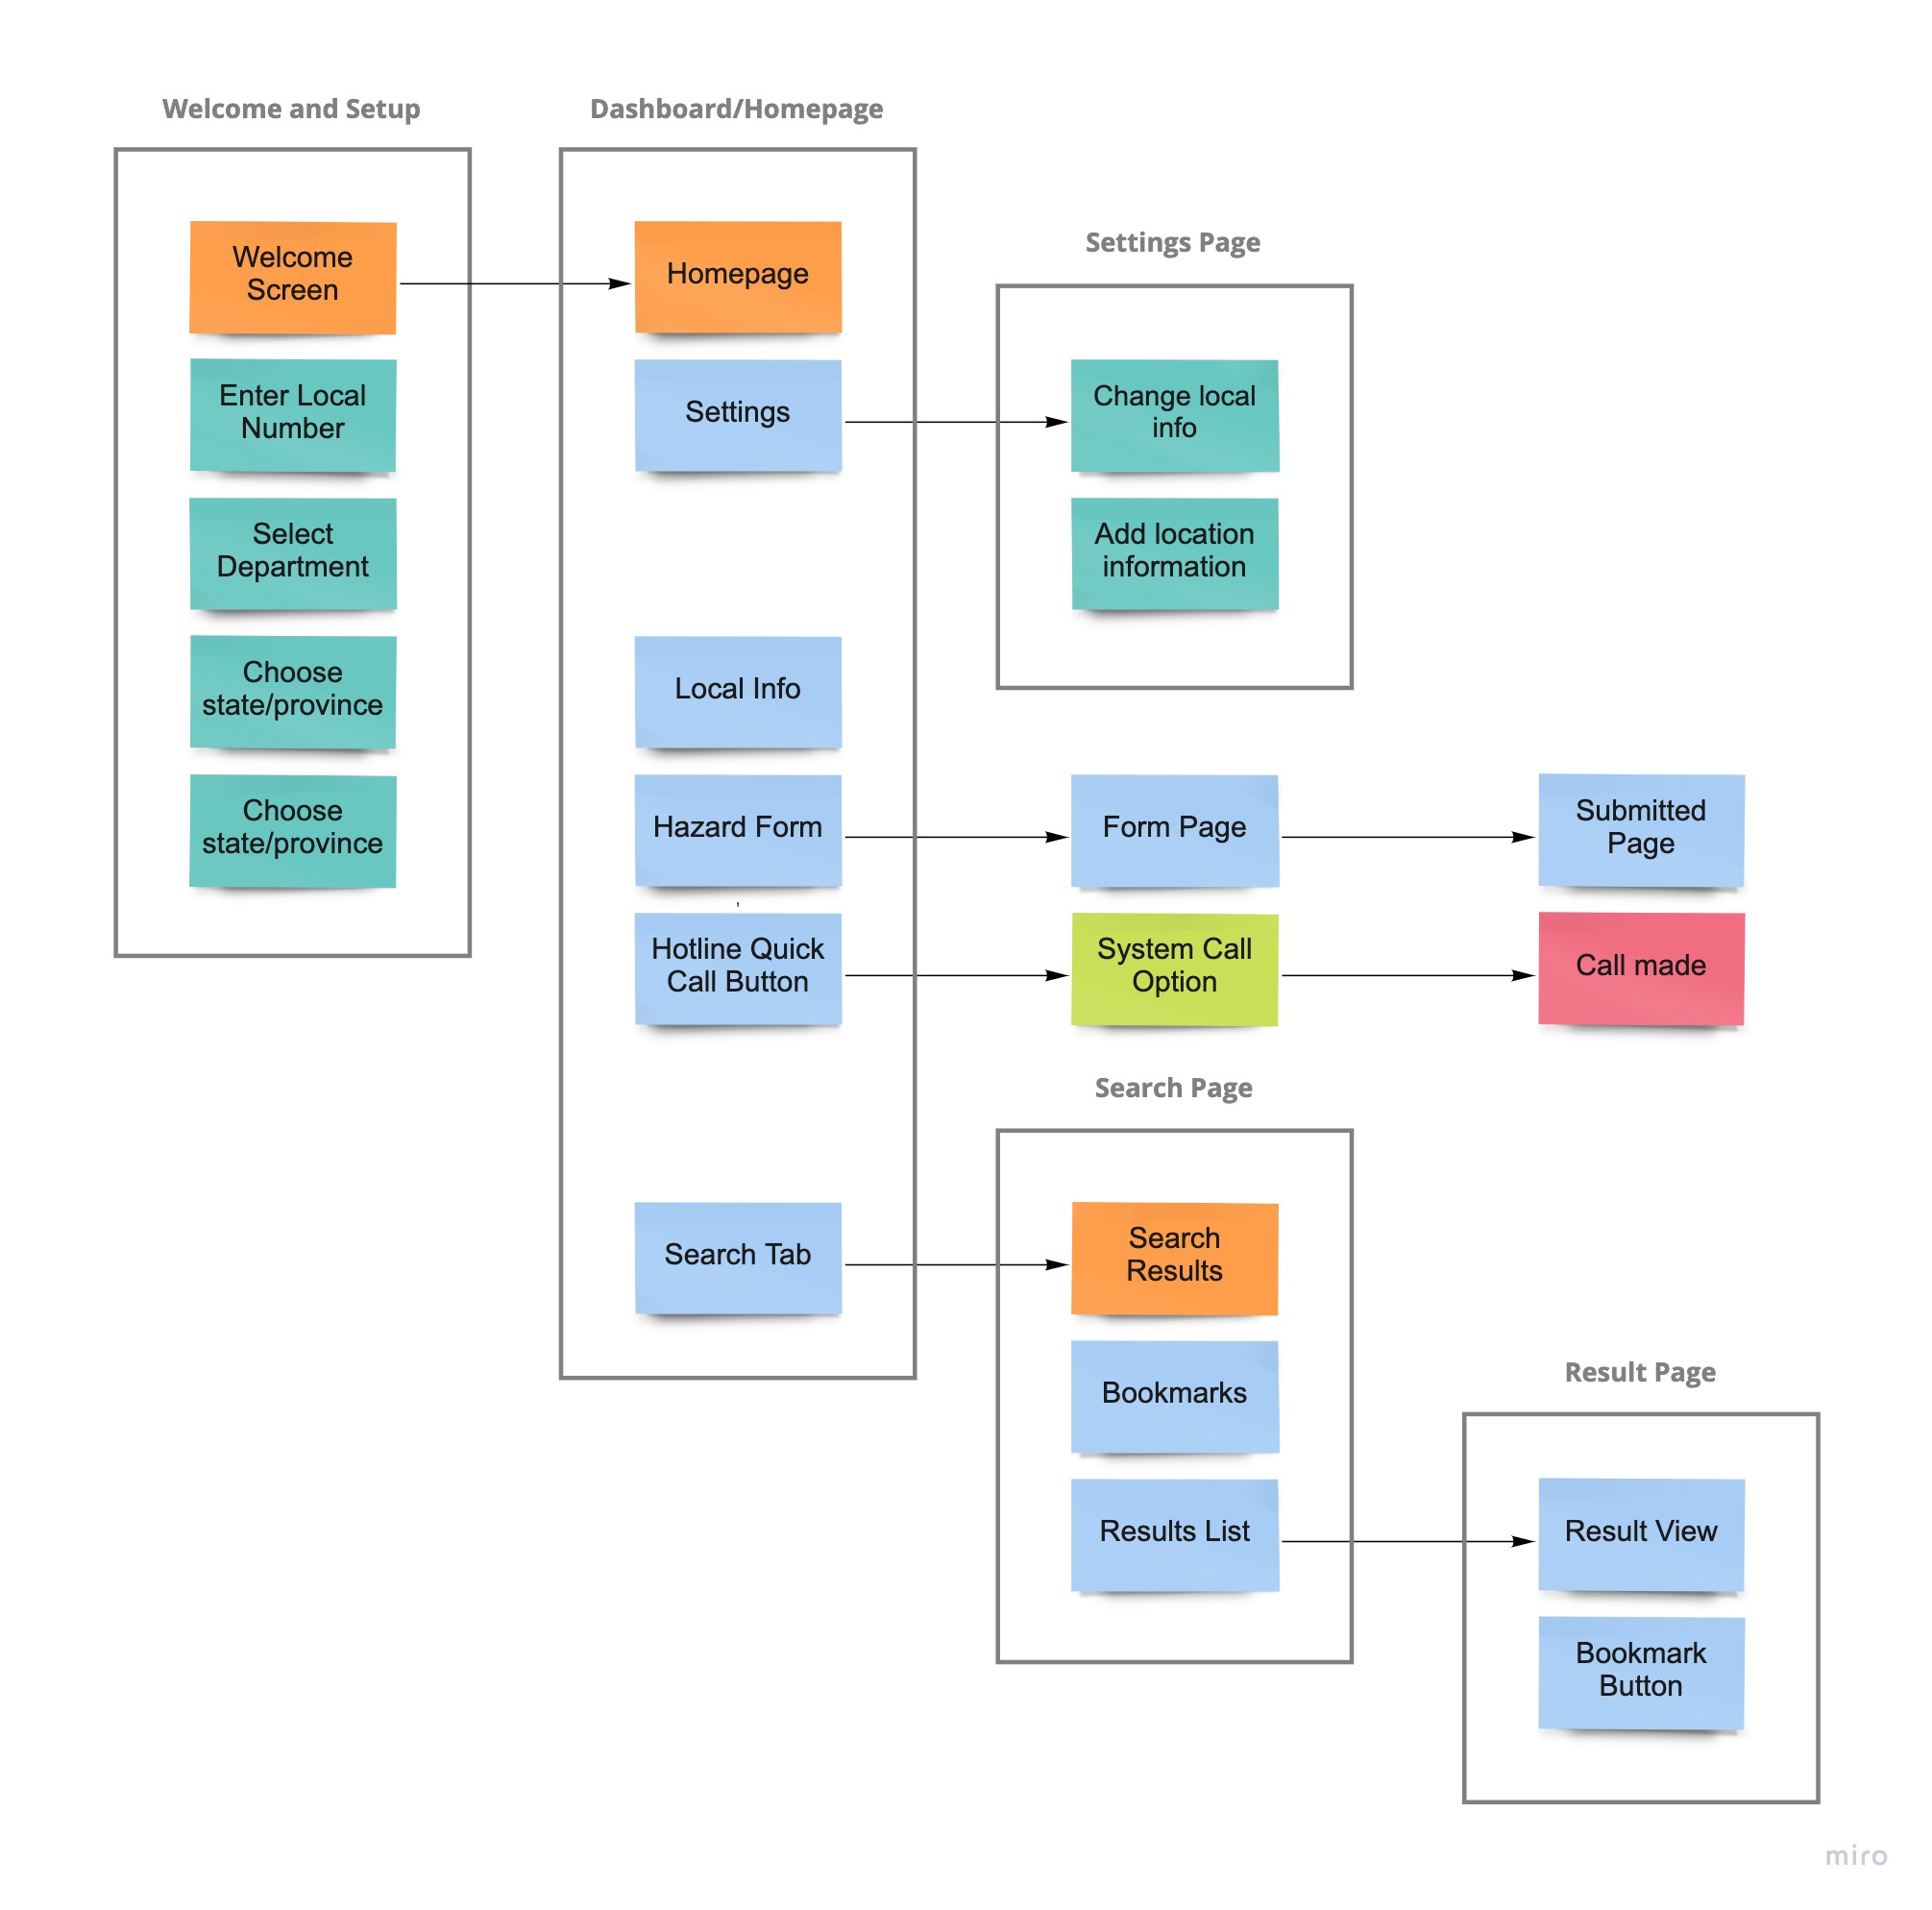 Welcome and Setup
Welcome
Screen
Enter Local
Number
Select
Department
Choose
state/province
Choose
state/province
Dashboard/Homepage
Homepage
Settings
Local Info
Hazard Form
'
Hotline Quick
Call Button
Search Tab
Settings Page
Change local
info
Add location
information
Form Page
Submitted
Page
System Call
Option
Call made
Search Page
Search
Results
Bookmarks
Results List
Result Page
Result View
Bookmark
Button
miro